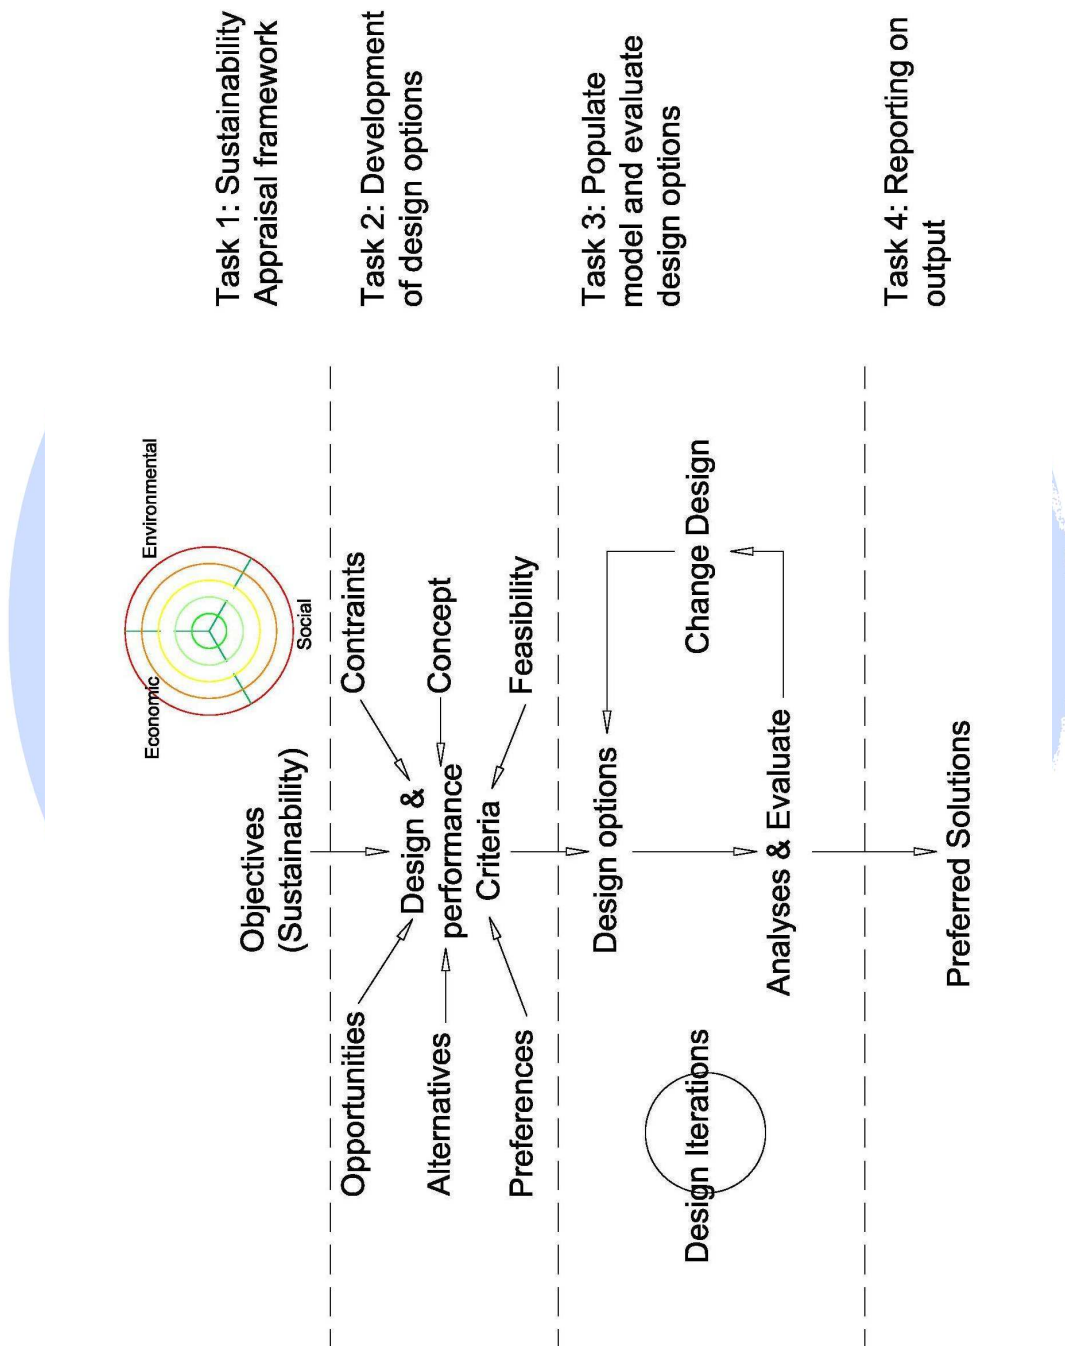 Task 1: Sustainability
Appraisal framework
Economic
Environmental
Social
Objectives
(Sustainability)
Task 2: Development
of design options
Opportunities
Contraints
Alternatives
Concept
Preferences
Feasibility
Design &
performance
Criteria
Task 3: Populate
model and evaluate
design options
Design options
Change Design
Design Iterations
Analyses & Evaluate
Task 4: Reporting on
output
Preferred Solutions